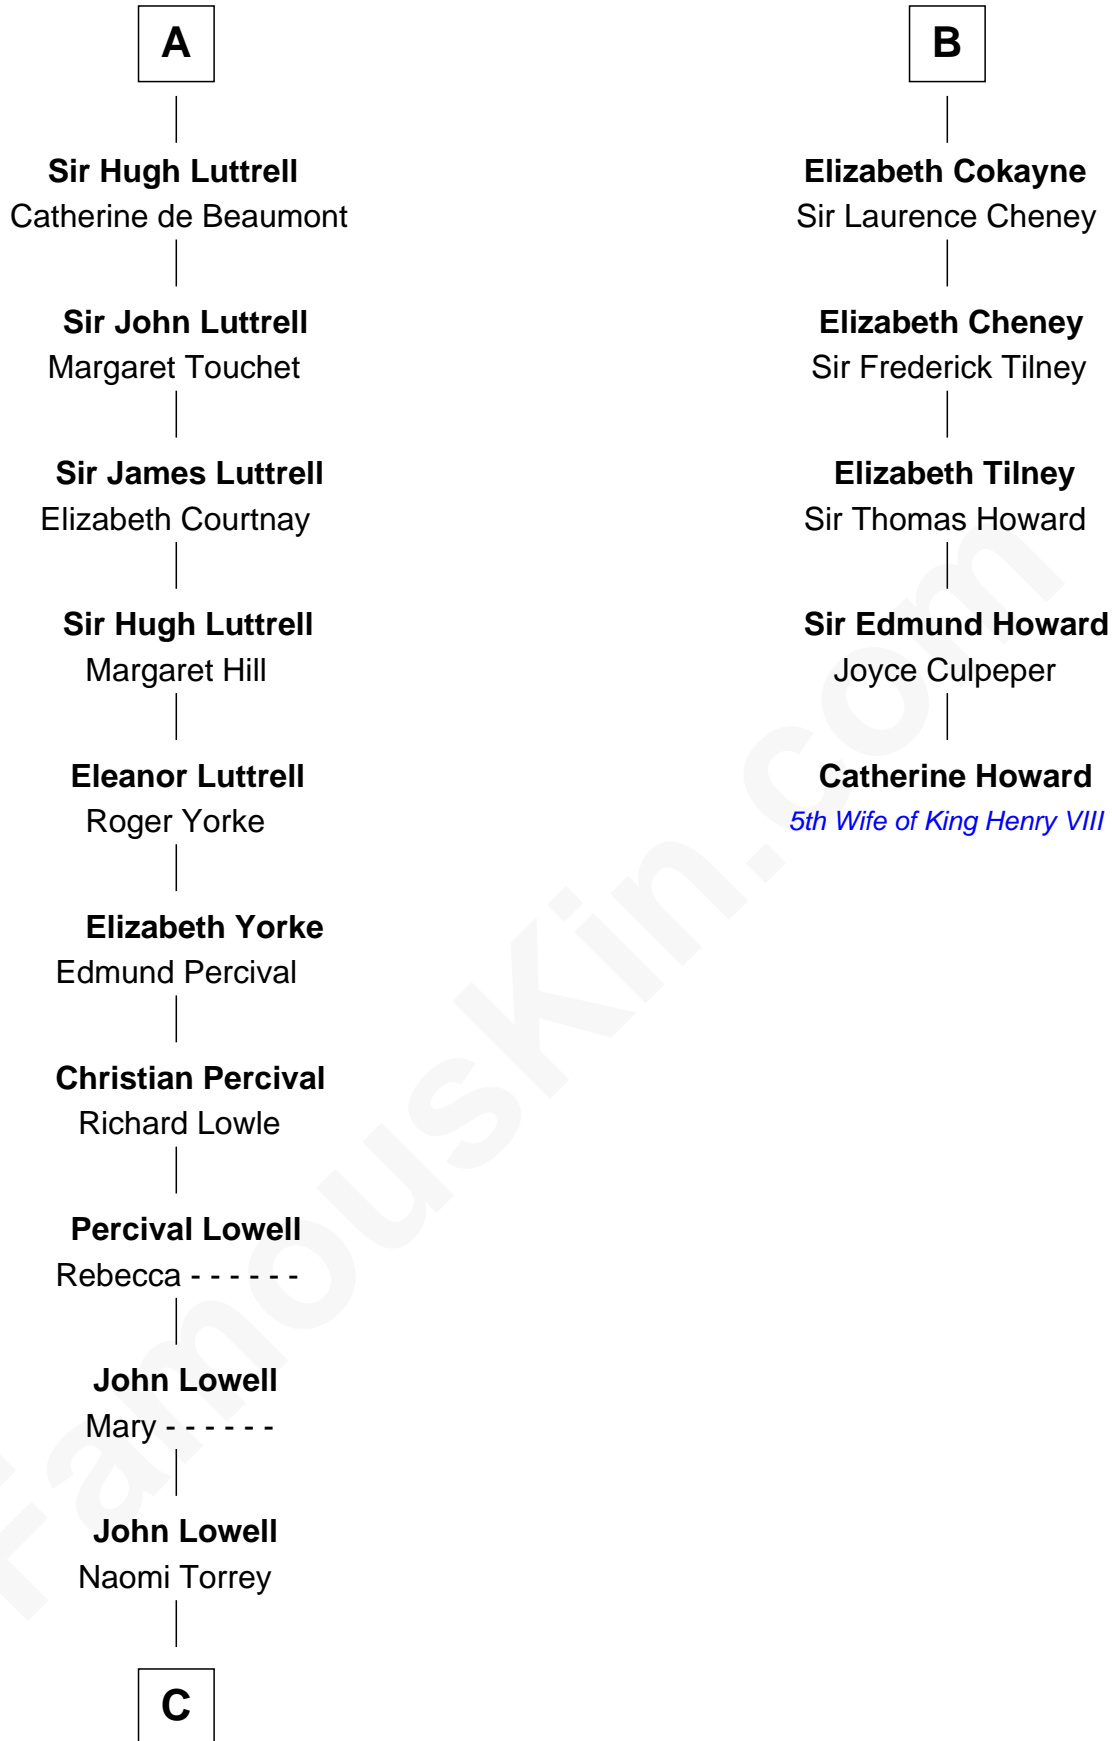 A
Sir Hugh Luttrell
Catherine de Beaumont
Sir John Luttrell
Margaret Touchet
Sir James Luttrell
Elizabeth Courtnay
Sir Hugh Luttrell
Margaret Hill
Eleanor Luttrell
Roger Yorke
Elizabeth Yorke
Edmund Percival
Christian Percival
Richard Lowle
Percival Lowell
Rebecca - - - - - -
John Lowell
Mary - - - - - -
John Lowell
Naomi Torrey
C
B
Elizabeth Cokayne
Sir Laurence Cheney
Elizabeth Cheney
Sir Frederick Tilney
Elizabeth Tilney
Sir Thomas Howard
Sir Edmund Howard
Joyce Culpeper
Catherine Howard
5th Wife of King Henry VIII
FamousKin.com